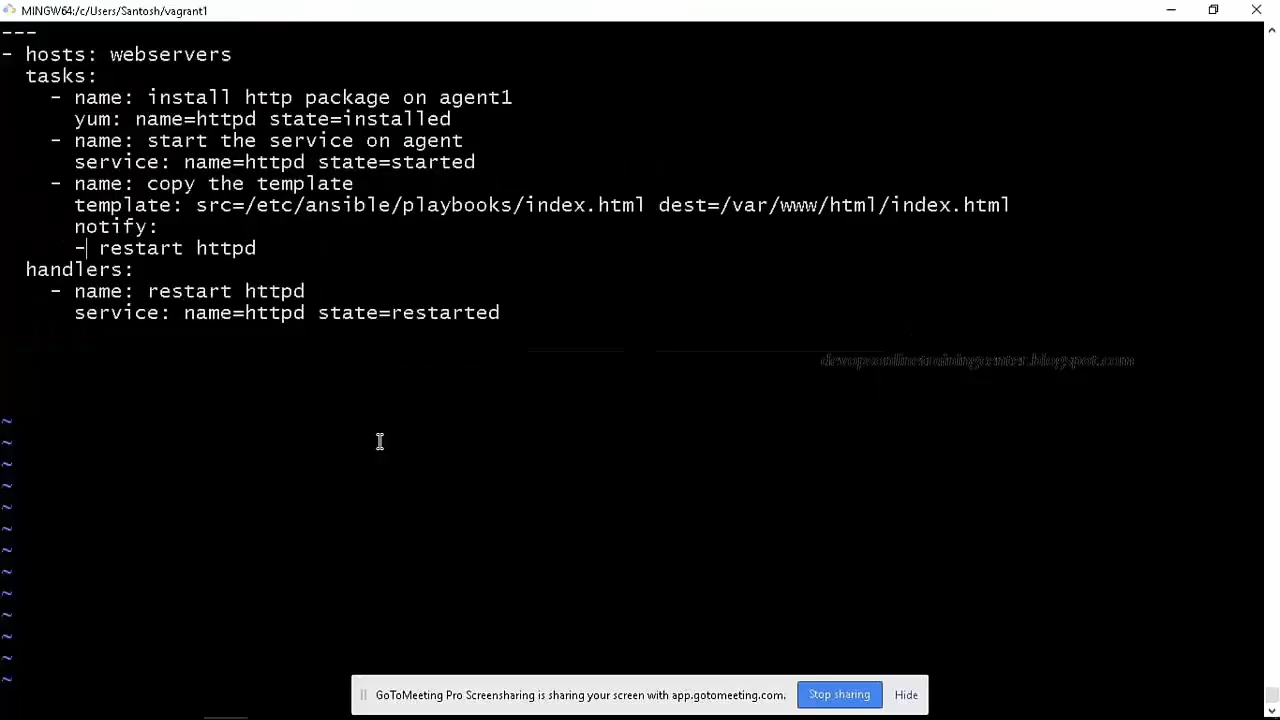 MINGW64:/c/Users/Santosh/vagrant1
---
- hosts: webservers
  tasks:
    - name: install http package on agent1
      yum: name=httpd state=installed
    - name: start the service on agent
      service: name=httpd state=started
    - name: copy the template
      template: src=/etc/ansible/playbooks/index.html dest=/var/www/html/index.html
      notify:
      - restart httpd
  handlers:
    - name: restart httpd
      service: name=httpd state=restarted
devopsonlinetrainingcenter.blogspot.com
~
~
~
~
~
~
~
~
~
~
~
~
~
GoToMeeting Pro Screensharing is sharing your screen with app.gotomeeting.com. Stop sharing Hide